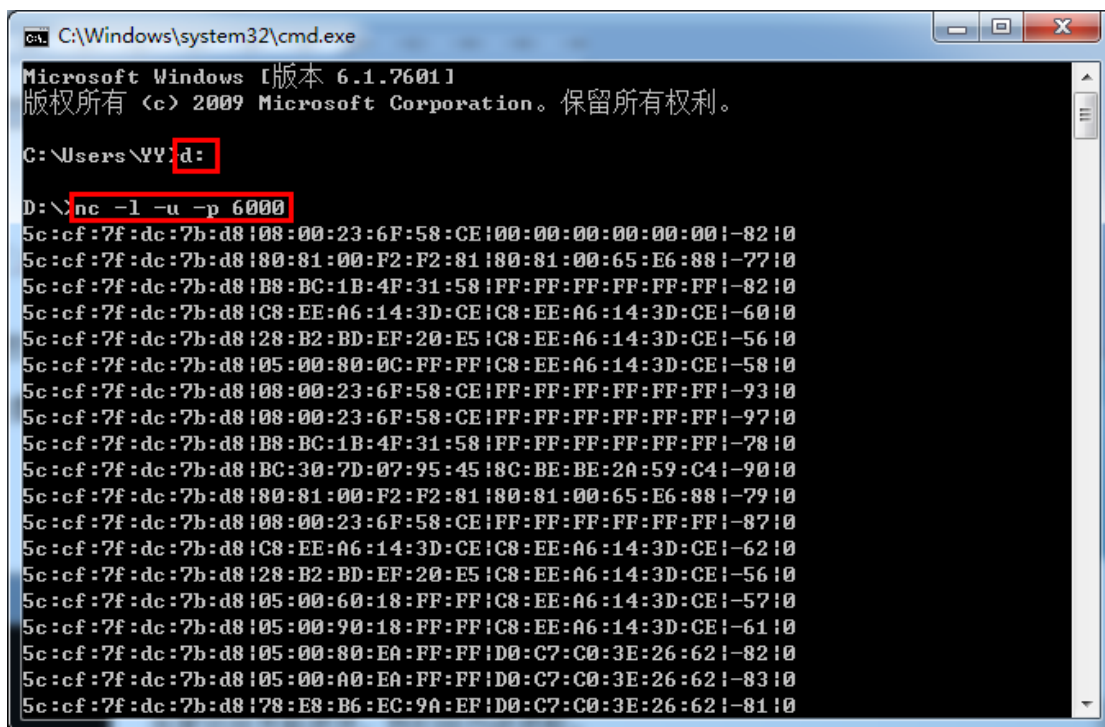 C:\Windows\system32\cmd.exe
Microsoft Windows [版本 6.1.7601]
版权所有 (c) 2009 Microsoft Corporation。保留所有权利。
C:\Users\YY>d:
D:\>nc -l -u -p 6000
5c:cf:7f:dc:7b:d8|08:00:23:6F:58:CE|00:00:00:00:00:00|-82|0
5c:cf:7f:dc:7b:d8|80:81:00:F2:F2:81|80:81:00:65:E6:88|-77|0
5c:cf:7f:dc:7b:d8|B8:BC:1B:4F:31:58|FF:FF:FF:FF:FF:FF|-82|0
5c:cf:7f:dc:7b:d8|C8:EE:A6:14:3D:CE|C8:EE:A6:14:3D:CE|-60|0
5c:cf:7f:dc:7b:d8|28:B2:BD:EF:20:E5|C8:EE:A6:14:3D:CE|-56|0
5c:cf:7f:dc:7b:d8|05:00:80:0C:FF:FF|C8:EE:A6:14:3D:CE|-58|0
5c:cf:7f:dc:7b:d8|08:00:23:6F:58:CE|FF:FF:FF:FF:FF:FF|-93|0
5c:cf:7f:dc:7b:d8|08:00:23:6F:58:CE|FF:FF:FF:FF:FF:FF|-97|0
5c:cf:7f:dc:7b:d8|B8:BC:1B:4F:31:58|FF:FF:FF:FF:FF:FF|-78|0
5c:cf:7f:dc:7b:d8|BC:30:7D:07:95:45|8C:BE:BE:2A:59:C4|-90|0
5c:cf:7f:dc:7b:d8|80:81:00:F2:F2:81|80:81:00:65:E6:88|-79|0
5c:cf:7f:dc:7b:d8|08:00:23:6F:58:CE|FF:FF:FF:FF:FF:FF|-87|0
5c:cf:7f:dc:7b:d8|C8:EE:A6:14:3D:CE|C8:EE:A6:14:3D:CE|-62|0
5c:cf:7f:dc:7b:d8|28:B2:BD:EF:20:E5|C8:EE:A6:14:3D:CE|-56|0
5c:cf:7f:dc:7b:d8|05:00:60:18:FF:FF|C8:EE:A6:14:3D:CE|-57|0
5c:cf:7f:dc:7b:d8|05:00:90:18:FF:FF|C8:EE:A6:14:3D:CE|-61|0
5c:cf:7f:dc:7b:d8|05:00:80:EA:FF:FF|D0:C7:C0:3E:26:62|-82|0
5c:cf:7f:dc:7b:d8|05:00:A0:EA:FF:FF|D0:C7:C0:3E:26:62|-83|0
5c:cf:7f:dc:7b:d8|78:E8:B6:EC:9A:EF|D0:C7:C0:3E:26:62|-81|0